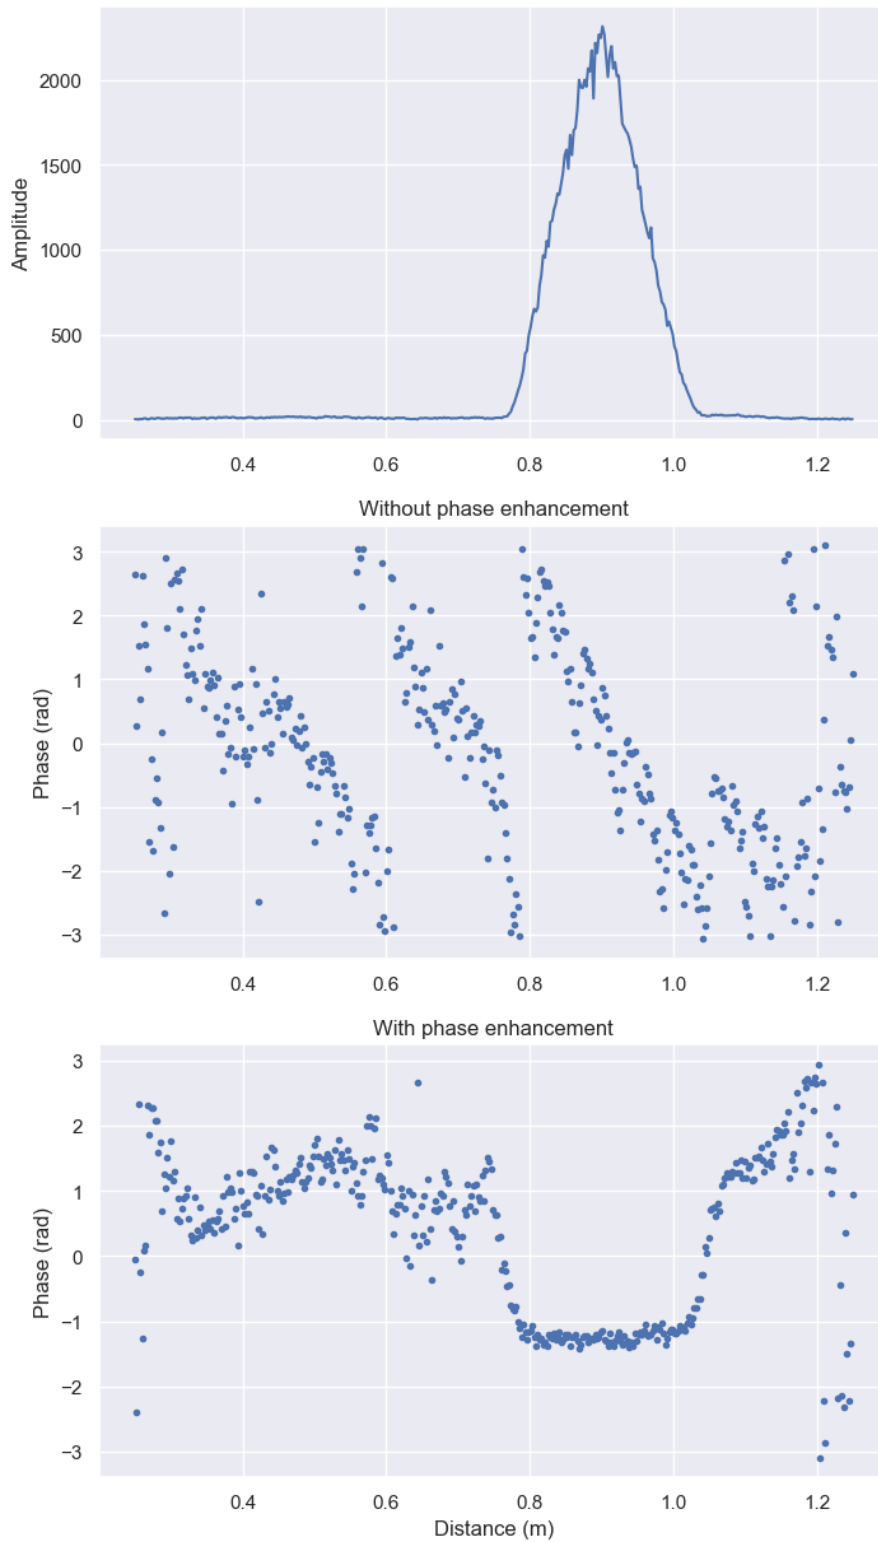 2000
1500
1000
500
0
Amplitude
0.4 0.6 0.8 1.0 1.2
Without phase enhancement
3
2
1
0
−1
−2
−3
Phase (rad)
0.4 0.6 0.8 1.0 1.2
With phase enhancement
3
2
1
0
−1
−2
−3
Phase (rad)
0.4 0.6 0.8 1.0 1.2
Distance (m)